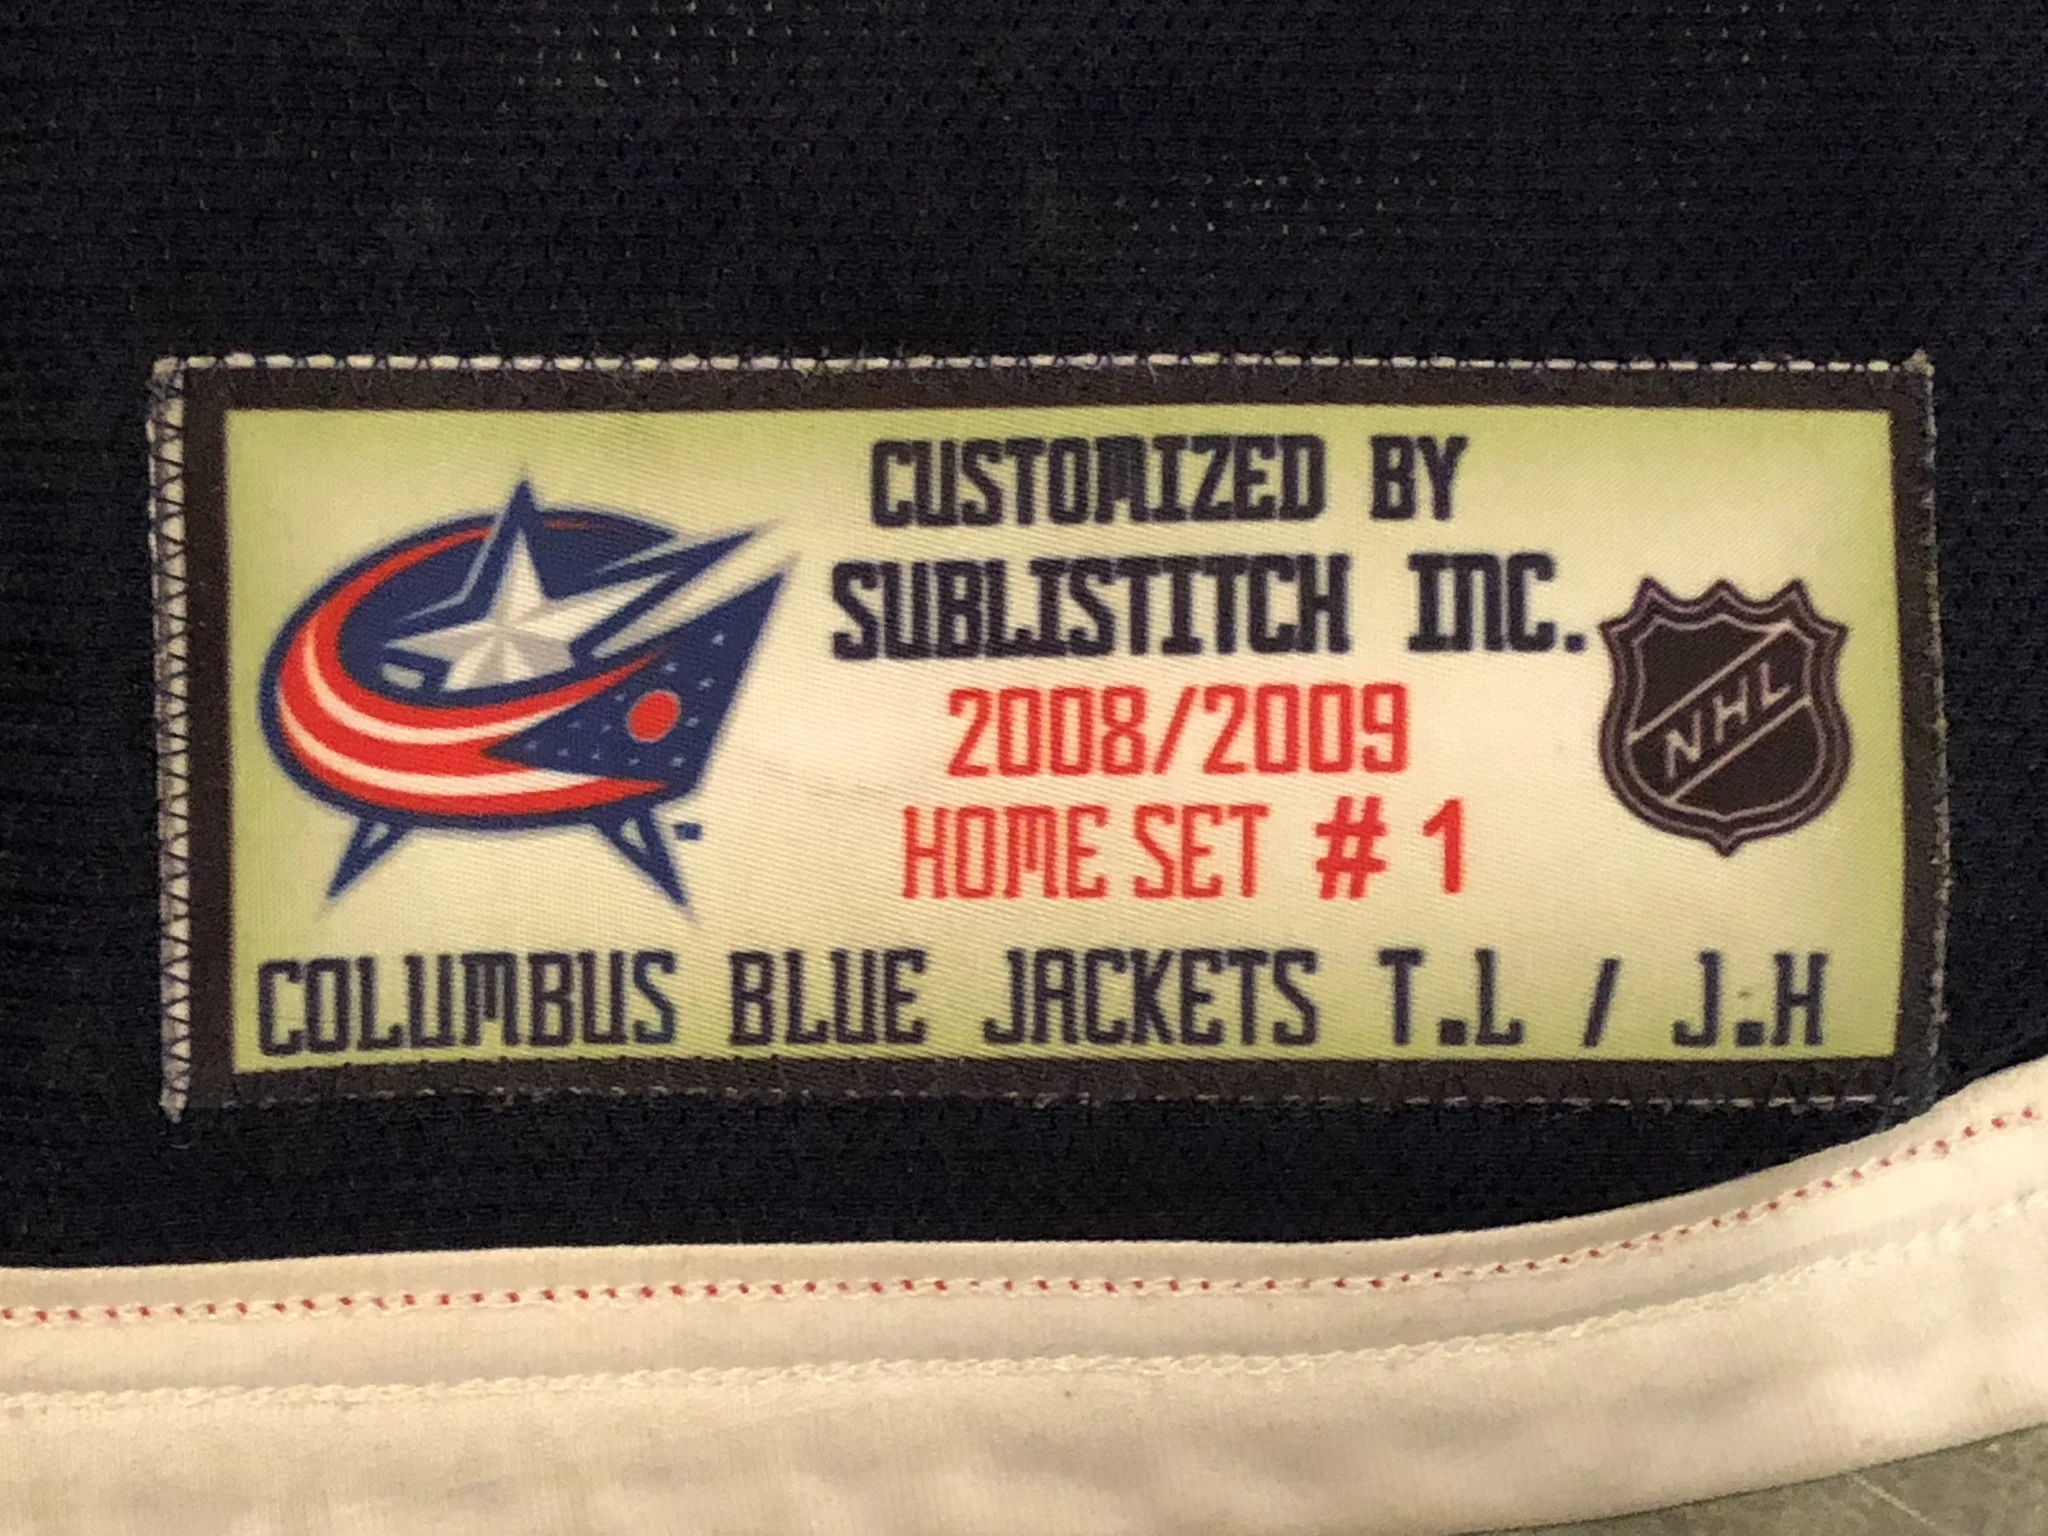 CUSTOMIZED BY
SUBLISTITCH INC.
2008/2009
HOME SET # 1
NHL
COLUMBUS BLUE JACKETS T.L / J.H